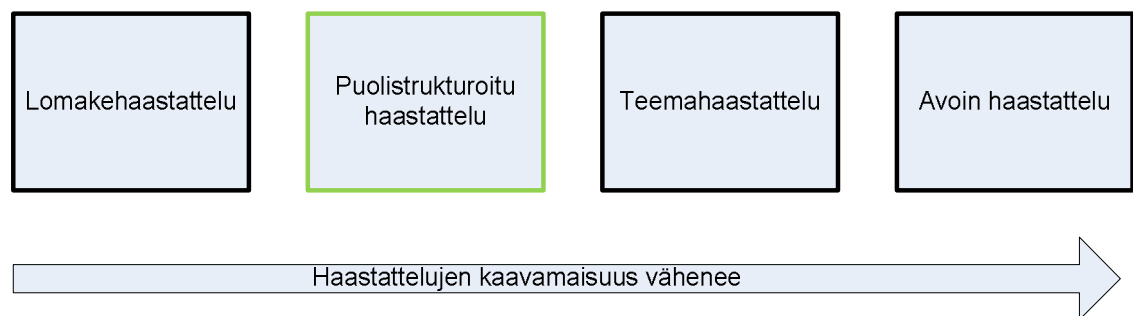 Lomakehaastattelu
Puolistrukturoitu
haastattelu
Teemahaastattelu
Avoin haastattelu
Haastattelujen kaavamaisuus vähenee